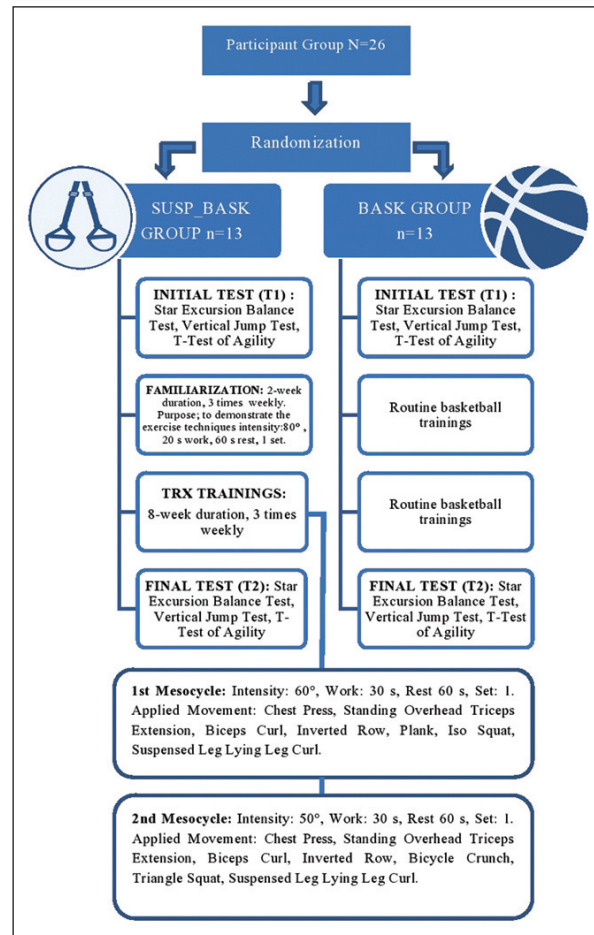 Participant Group N=26
Randomization
SUSP_BASK
GROUP n=13
BASK GROUP
n=13
INITIAL TEST (T1) :
Star Excursion Balance
Test, Vertical Jump Test,
T-Test of Agility
INITIAL TEST (T1) :
Star Excursion Balance
Test, Vertical Jump Test,
T-Test of Agility
FAMILIARIZATION: 2-week
duration, 3 times weekly.
Purpose; to demonstrate the
exercise techniques intensity:80° ,
20 s work, 60 s rest, 1 set.
Routine basketball
trainings
TRX TRAININGS:
8-week duration, 3 times
weekly
Routine basketball
trainings
FINAL TEST (T2): Star
Excursion Balance Test,
Vertical Jump Test, T-
Test of Agility
FINAL TEST (T2): Star
Excursion Balance Test,
Vertical Jump Test, T-Test
of Agility
1st Mesocycle: Intensity: 60°, Work: 30 s, Rest 60 s, Set: 1.
Applied Movement: Chest Press, Standing Overhead Triceps
Extension, Biceps Curl, Inverted Row, Plank, Iso Squat,
Suspended Leg Lying Leg Curl.
2nd Mesocycle: Intensity: 50°, Work: 30 s, Rest 60 s, Set: 1.
Applied Movement: Chest Press, Standing Overhead Triceps
Extension, Biceps Curl, Inverted Row, Bicycle Crunch,
Triangle Squat, Suspended Leg Lying Leg Curl.